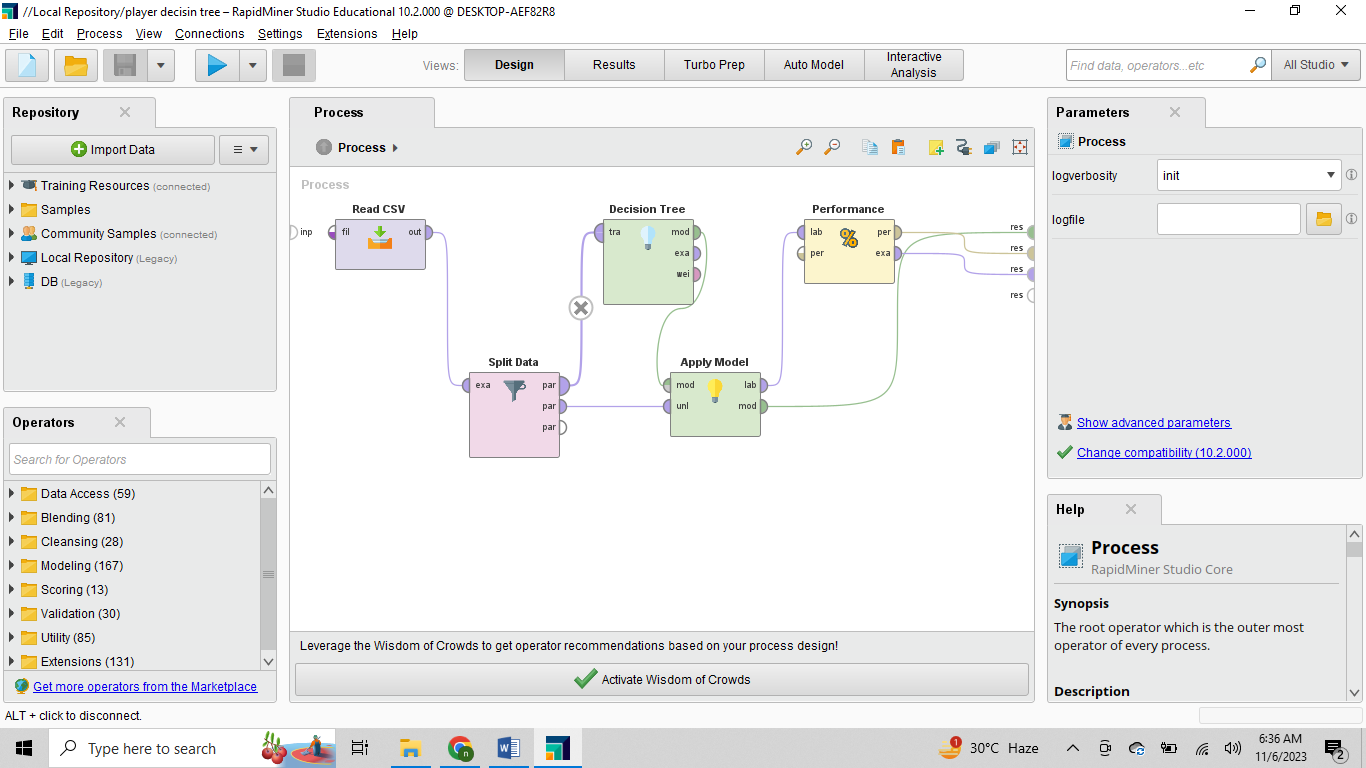 //Local Repository/player decisin tree – RapidMiner Studio Educational 10.2.000 @ DESKTOP-AEF82R8
File Edit Process View Connections Settings Extensions Help
Views: Design Results Turbo Prep Auto Model Interactive Analysis
Find data, operators...etc All Studio
Repository
Import Data
Training Resources (connected)
Samples
Community Samples (connected)
Local Repository (Legacy)
DB (Legacy)
Operators
Search for Operators
Data Access (59)
Blending (81)
Cleansing (28)
Modeling (167)
Scoring (13)
Validation (30)
Utility (85)
Extensions (131)
Get more operators from the Marketplace
Process
Process
Process
inp
Read CSV
fil out
Decision Tree
tra mod
exa
wei
Performance
lab per
per exa
res
res
res
res
Split Data
exa par
par
par
Apply Model
mod lab
unl mod
Leverage the Wisdom of Crowds to get operator recommendations based on your process design!
Activate Wisdom of Crowds
Parameters
Process
logverbosity init
logfile
Show advanced parameters
Change compatibility (10.2.000)
Help
Process
RapidMiner Studio Core
Synopsis
The root operator which is the outer most
operator of every process.
Description
ALT + click to disconnect.
Type here to search
1
30°C Haze
6:36 AM
11/6/2023
2